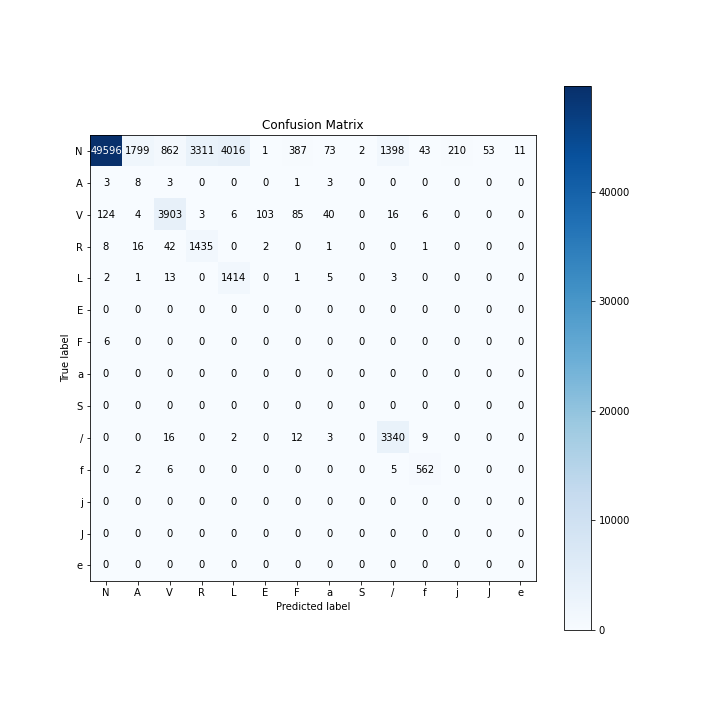 Confusion Matrix
N 49596 1799 862 3311 4016 1 387 73 2 1398 43 210 53 11
A 3 8 3 0 0 0 1 3 0 0 0 0 0 0
V 124 4 3903 3 6 103 85 40 0 16 6 0 0 0
R 8 16 42 1435 0 2 0 1 0 0 1 0 0 0
L 2 1 13 0 1414 0 1 5 0 3 0 0 0 0
E 0 0 0 0 0 0 0 0 0 0 0 0 0 0
F 6 0 0 0 0 0 0 0 0 0 0 0 0 0
a 0 0 0 0 0 0 0 0 0 0 0 0 0 0
S 0 0 0 0 0 0 0 0 0 0 0 0 0 0
/ 0 0 16 0 2 0 12 3 0 3340 9 0 0 0
f 0 2 6 0 0 0 0 0 0 5 562 0 0 0
j 0 0 0 0 0 0 0 0 0 0 0 0 0 0
J 0 0 0 0 0 0 0 0 0 0 0 0 0 0
e 0 0 0 0 0 0 0 0 0 0 0 0 0 0
N A V R L E F a S / f j J e
Predicted label
True label
40000
30000
20000
10000
0